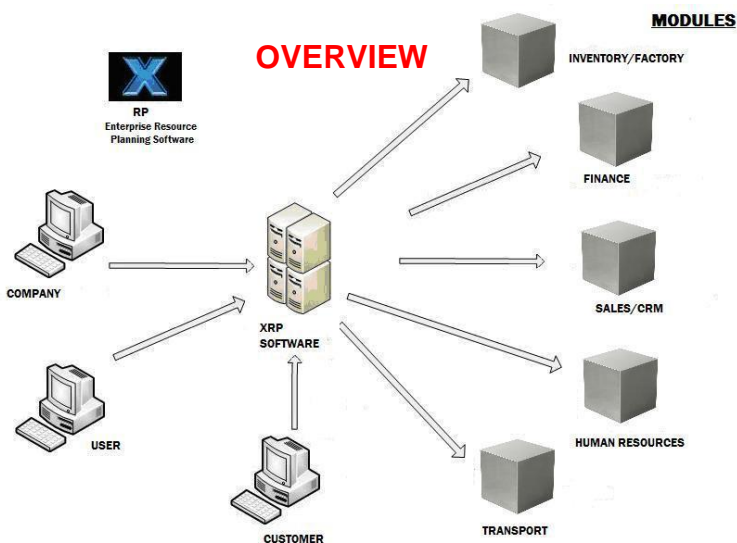 MODULES
OVERVIEW
INVENTORY/FACTORY
X
RP
Enterprise Resource
Planning Software
FINANCE
COMPANY
SALES/CRM
XRP
SOFTWARE
USER
HUMAN RESOURCES
CUSTOMER
TRANSPORT